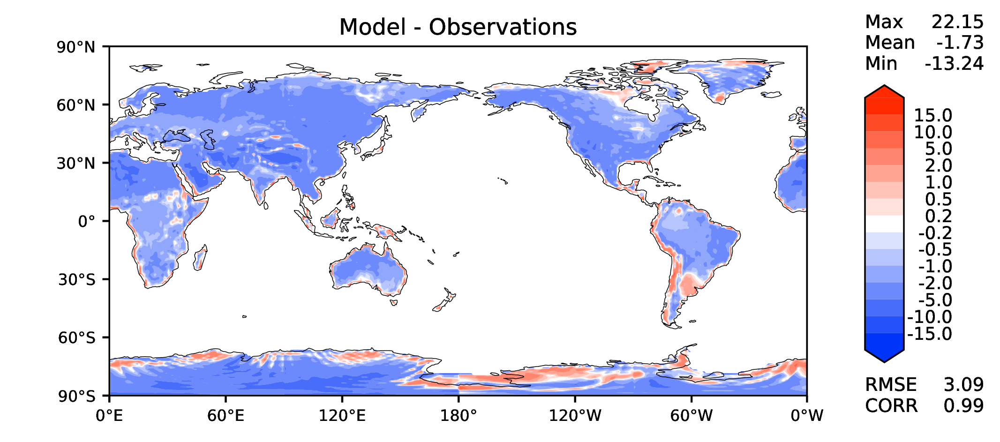 Model - Observations
Max 22.15
Mean -1.73
Min -13.24
90°N
60°N
30°N
0°
30°S
60°S
90°S
0°E 60°E 120°E 180° 120°W 60°W 0°W
15.0
10.0
5.0
2.0
1.0
0.5
0.2
-0.2
-0.5
-1.0
-2.0
-5.0
-10.0
-15.0
RMSE 3.09
CORR 0.99